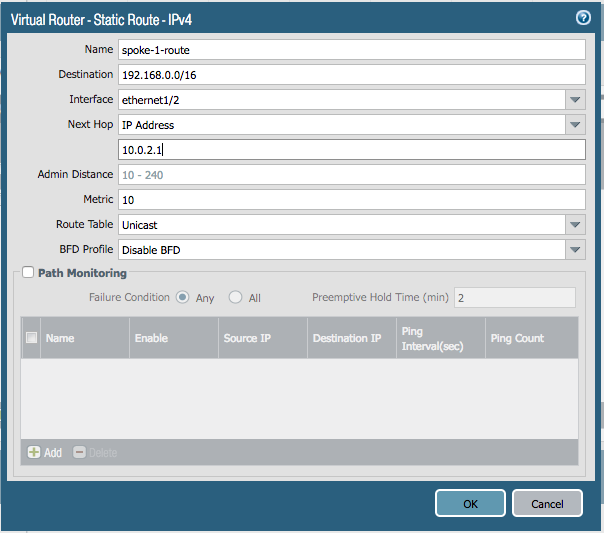 Virtual Router - Static Route - IPv4
Name spoke-1-route
Destination 192.168.0.0/16
Interface ethernet1/2
Next Hop IP Address
10.0.2.1
Admin Distance 10 - 240
Metric 10
Route Table Unicast
BFD Profile Disable BFD
Path Monitoring
Failure Condition Any All Preemptive Hold Time (min) 2
Name Enable Source IP Destination IP Ping Interval(sec) Ping Count
Add Delete
OK Cancel